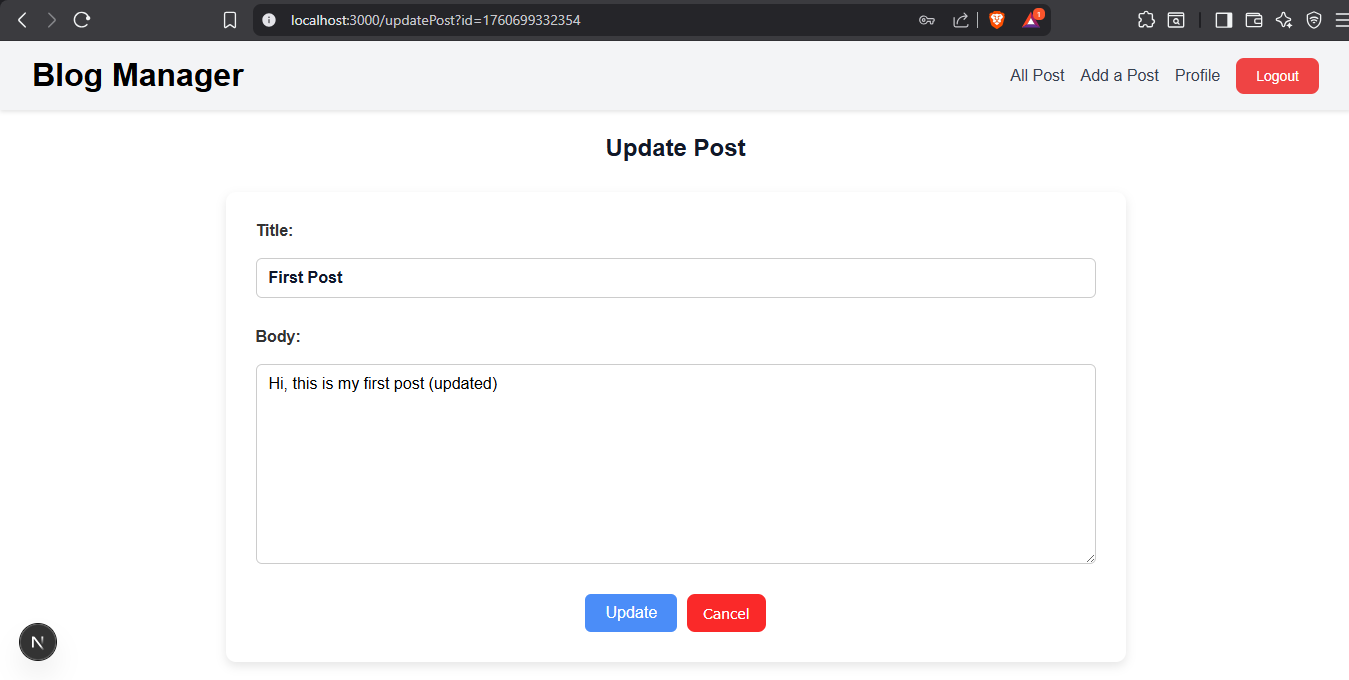 localhost:3000/updatePost?id=1760699332354
1
Blog Manager
All Post Add a Post Profile Logout
Update Post
Title:
First Post
Body:
Hi, this is my first post (updated)
Update Cancel
N